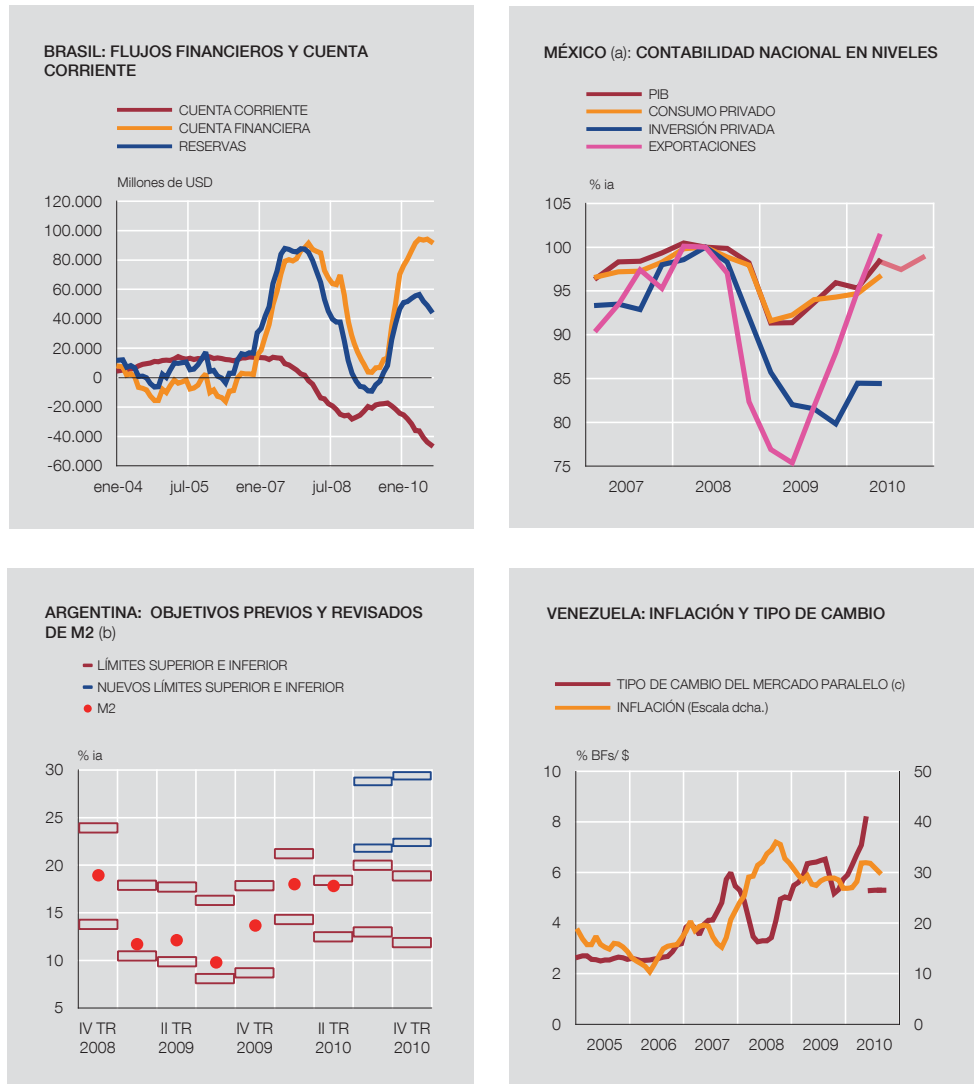 BRASIL: FLUJOS FINANCIEROS Y CUENTA
CORRIENTE
CUENTA CORRIENTE
CUENTA FINANCIERA
RESERVAS
Millones de USD
120.000
100.000
80.000
60.000
40.000
20.000
0
-20.000
-40.000
-60.000
ene-04 jul-05 ene-07 jul-08 ene-10
MÉXICO (a): CONTABILIDAD NACIONAL EN NIVELES
PIB
CONSUMO PRIVADO
INVERSIÓN PRIVADA
EXPORTACIONES
% ia
105
100
95
90
85
80
75
2007 2008 2009 2010
ARGENTINA: OBJETIVOS PREVIOS Y REVISADOS
DE M2 (b)
LÍMITES SUPERIOR E INFERIOR
NUEVOS LÍMITES SUPERIOR E INFERIOR
M2
% ia
30
25
20
15
10
5
IV TR II TR IV TR II TR IV TR
2008 2009 2009 2010 2010
VENEZUELA: INFLACIÓN Y TIPO DE CAMBIO
TIPO DE CAMBIO DEL MERCADO PARALELO (c)
INFLACIÓN (Escala dcha.)
% BFs/ $
10 50
8 40
6 30
4 20
2 10
0 0
2005 2006 2007 2008 2009 2010